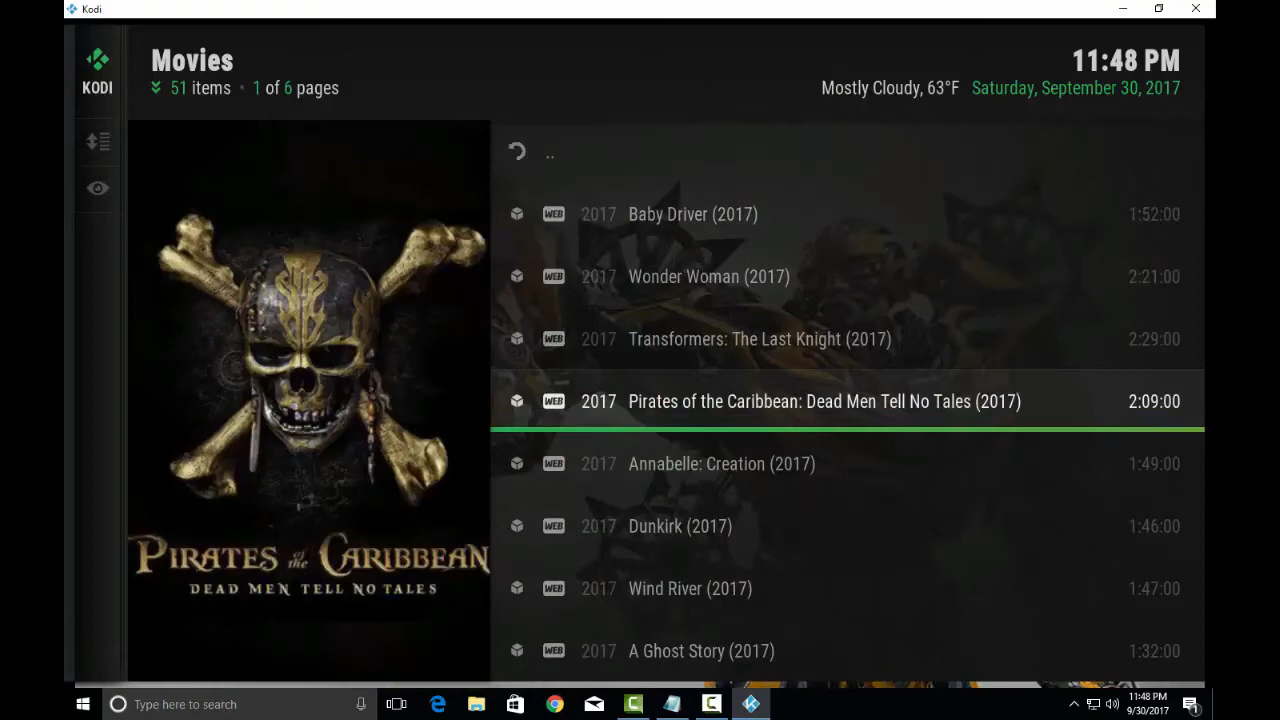 Kodi
KODI
Movies
51 items • 1 of 6 pages
11:48 PM
Mostly Cloudy, 63°F Saturday, September 30, 2017
..
WEB 2017 Baby Driver (2017) 1:52:00
WEB 2017 Wonder Woman (2017) 2:21:00
WEB 2017 Transformers: The Last Knight (2017) 2:29:00
WEB 2017 Pirates of the Caribbean: Dead Men Tell No Tales (2017) 2:09:00
WEB 2017 Annabelle: Creation (2017) 1:49:00
WEB 2017 Dunkirk (2017) 1:46:00
WEB 2017 Wind River (2017) 1:47:00
WEB 2017 A Ghost Story (2017) 1:32:00
PIRATES of the CARIBBEAN
DEAD MEN TELL NO TALES
Type here to search
11:48 PM
9/30/2017
1